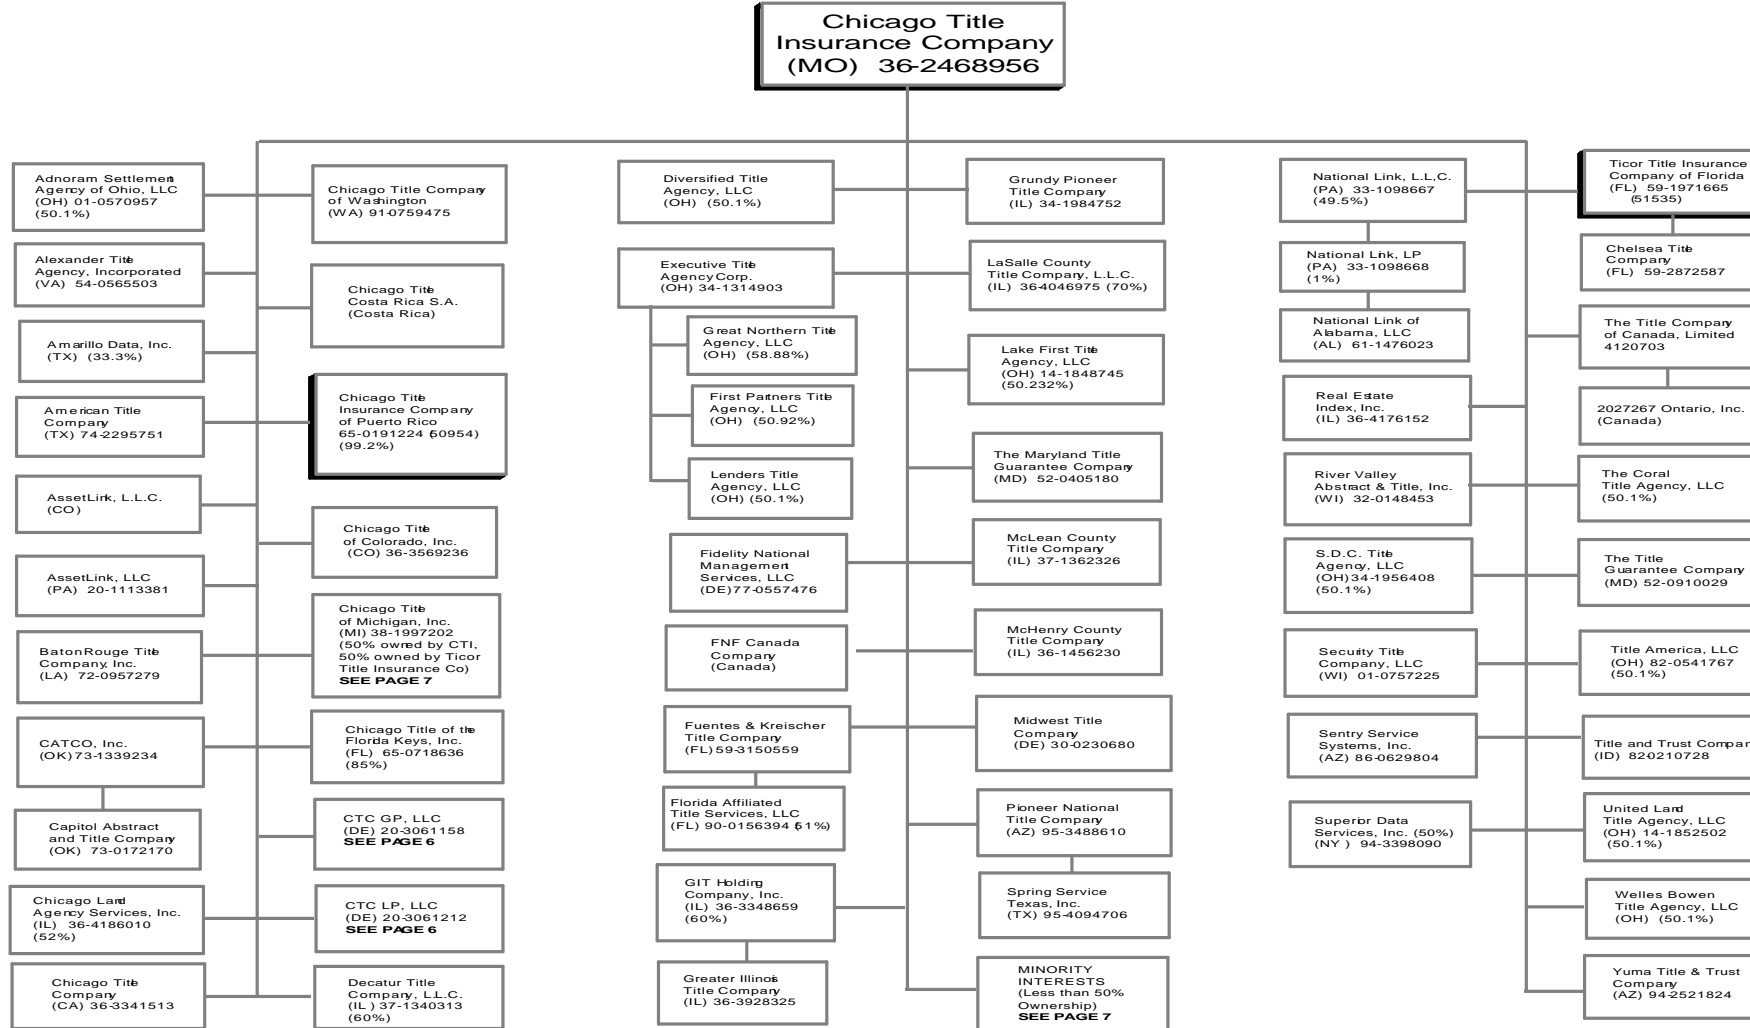 Chicago Title
Insurance Company
(MO) 36-2468956
Adnoram Settlement
Agency of Ohio, LLC
(OH) 01-0570957
(50.1%)
Alexander Title
Agency, Incorporated
(VA) 54-0565503
Amarillo Data, Inc.
(TX) (33.3%)
American Title
Company
(TX) 74-2295751
AssetLink, L.L.C.
(CO)
AssetLink, LLC
(PA) 20-1113381
Baton Rouge Title
Company, Inc.
(LA) 72-0957279
CATCO, Inc.
(OK) 73-1339234
Capitol Abstract
and Title Company
(OK) 73-0172170
Chicago Land
Agency Services, Inc.
(IL) 36-4186010
(52%)
Chicago Title
Company
(CA) 36-3341513
Chicago Title Company
of Washington
(WA) 91-0759475
Chicago Title
Costa Rica S.A.
(Costa Rica)
Chicago Title
Insurance Company
of Puerto Rico
65-0191224 (50954)
(99.2%)
Chicago Title
of Colorado, Inc.
(CO) 36-3569236
Chicago Title
of Michigan, Inc.
(MI) 38-1997202
(50% owned by CTI,
50% owned by Ticor
Title Insurance Co)
SEE PAGE 7
Chicago Title of the
Florida Keys, Inc.
(FL) 65-0718636
(85%)
CTC GP, LLC
(DE) 20-3061158
SEE PAGE 6
CTC LP, LLC
(DE) 20-3061212
SEE PAGE 6
Decatur Title
Company, L.L.C.
(IL) 37-1340313
(60%)
Diversified Title
Agency, LLC
(OH) (50.1%)
Executive Title
Agency Corp.
(OH) 34-1314903
Great Northern Title
Agency, LLC
(OH) (58.88%)
First Partners Title
Agency, LLC
(OH) (50.92%)
Lenders Title
Agency, LLC
(OH) (50.1%)
Fidelity National
Management
Services, LLC
(DE) 77-0557476
FNF Canada
Company
(Canada)
Fuentes & Kreischer
Title Company
(FL) 59-3150559
Florida Affiliated
Title Services, LLC
(FL) 90-0156394 (51%)
GIT Holding
Company, Inc.
(IL) 36-3348659
(60%)
Greater Illinois
Title Company
(IL) 36-3928325
Grundy Pioneer
Title Company
(IL) 34-1984752
LaSalle County
Title Company, L.L.C.
(IL) 36-4046975 (70%)
Lake First Title
Agency, LLC
(OH) 14-1848745
(50.232%)
The Maryland Title
Guarantee Company
(MD) 52-0405180
McLean County
Title Company
(IL) 37-1362326
McHenry County
Title Company
(IL) 36-1456230
Midwest Title
Company
(DE) 30-0230680
Pioneer National
Title Company
(AZ) 95-3488610
Spring Service
Texas, Inc.
(TX) 95-4094706
MINORITY
INTERESTS
(Less than 50%
Ownership)
SEE PAGE 7
National Link, L.L,C.
(PA) 33-1098667
(49.5%)
National Link, LP
(PA) 33-1098668
(1%)
National Link of
Alabama, LLC
(AL) 61-1476023
Real Estate
Index, Inc.
(IL) 36-4176152
River Valley
Abstract & Title, Inc.
(WI) 32-0148453
S.D.C. Title
Agency, LLC
(OH) 34-1956408
(50.1%)
Security Title
Company, LLC
(WI) 01-0757225
Sentry Service
Systems, Inc.
(AZ) 86-0629804
Superior Data
Services, Inc. (50%)
(NY ) 94-3398090
Ticor Title Insurance
Company of Florida
(FL) 59-1971665
(51535)
Chelsea Title
Company
(FL) 59-2872587
The Title Company
of Canada, Limited
4120703
2027267 Ontario, Inc.
(Canada)
The Coral
Title Agency, LLC
(50.1%)
The Title
Guarantee Company
(MD) 52-0910029
Title America, LLC
(OH) 82-0541767
(50.1%)
Title and Trust Compan
(ID) 82-0210728
United Land
Title Agency, LLC
(OH) 14-1852502
(50.1%)
Welles Bowen
Title Agency, LLC
(OH) (50.1%)
Yuma Title & Trust
Company
(AZ) 94-2521824